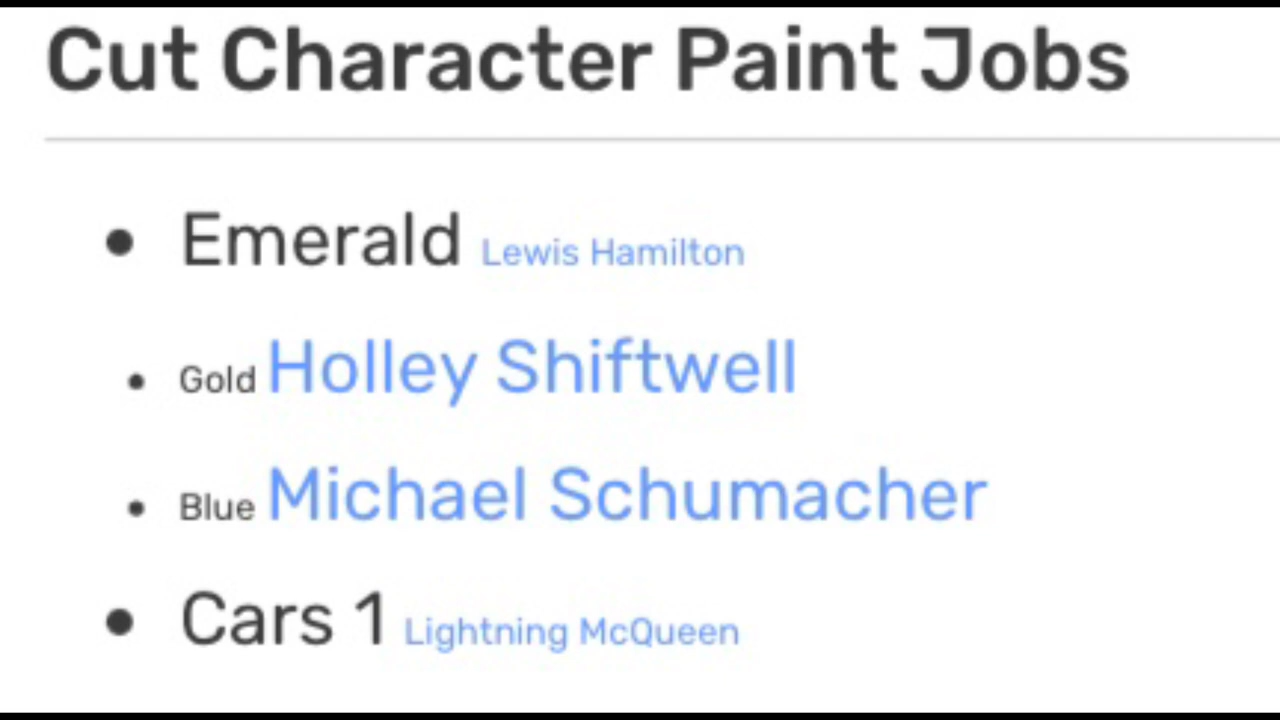 Cut Character Paint Jobs
Emerald Lewis Hamilton
Gold Holley Shiftwell
Blue Michael Schumacher
Cars 1 Lightning McQueen